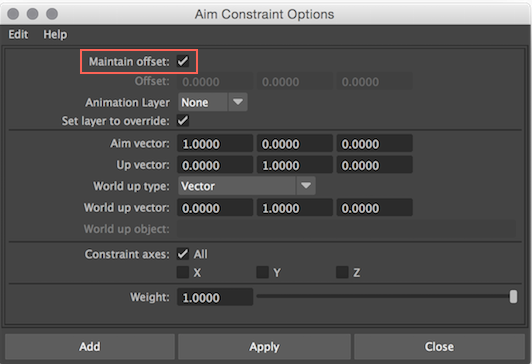 Aim Constraint Options
Edit Help
Maintain offset:
Offset: 0.0000 0.0000 0.0000
Animation Layer None
Set layer to override:
Aim vector: 1.0000 0.0000 0.0000
Up vector: 0.0000 1.0000 0.0000
World up type: Vector
World up vector: 0.0000 1.0000 0.0000
World up object:
Constraint axes: All
X Y Z
Weight: 1.0000
Add Apply Close